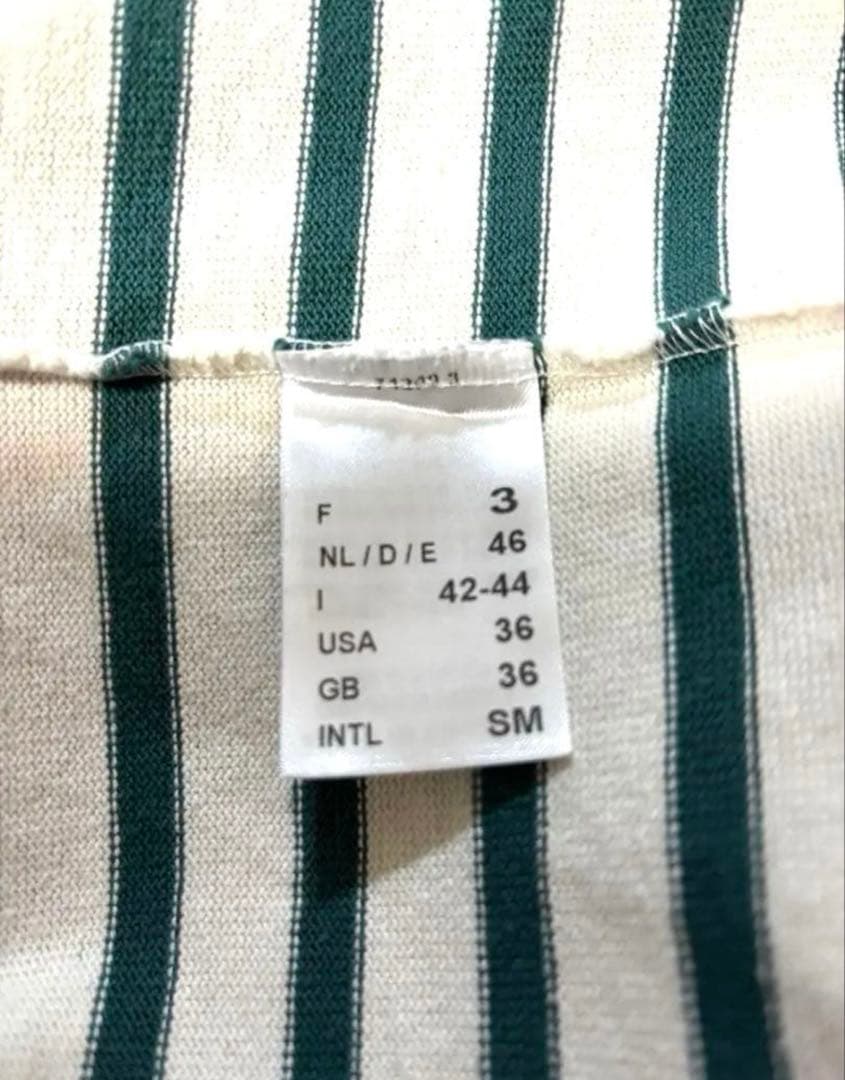 F 3
NL / D / E 46
I 42-44
USA 36
GB 36
INTL SM